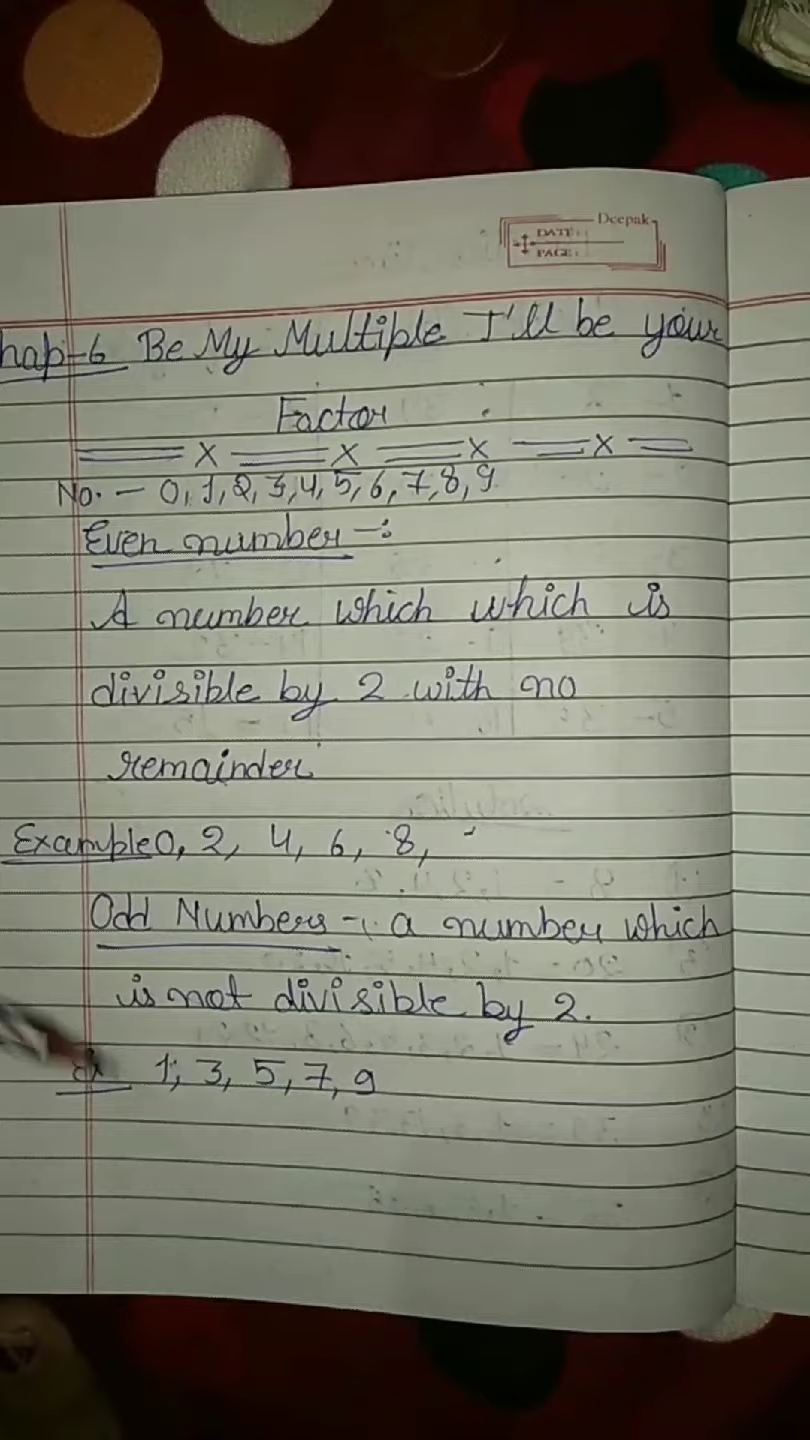 Deepak
DATE:
PAGE:
hap-6 Be My Multiple I'll be your
Factor
No. - 0, 1, 2, 3, 4, 5, 6, 7, 8, 9
Even number -:
A number which which is
divisible by 2 with no
remainder
Example 0, 2, 4, 6, 8,
Odd Numbers -: a number which
is not divisible by 2.
1, 3, 5, 7, 9